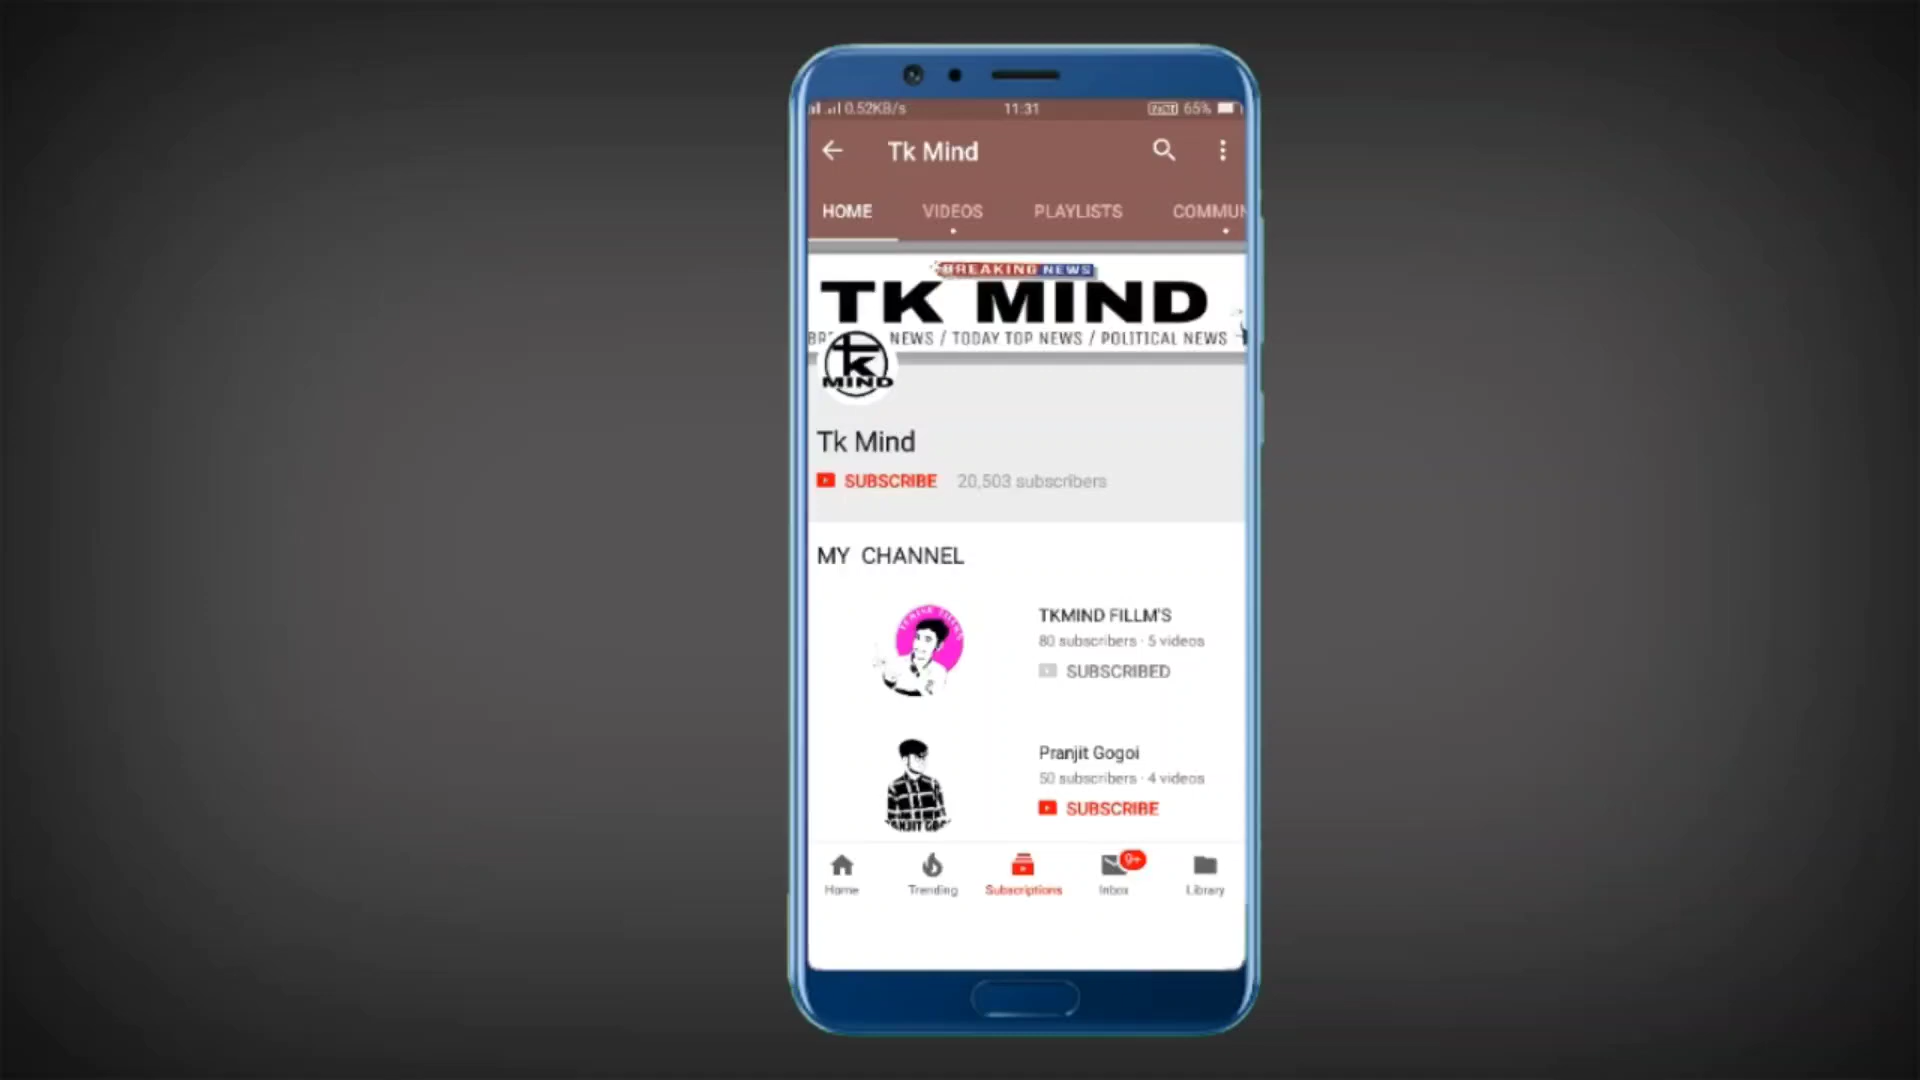 0.52KB/s 11:31 65%
Tk Mind
HOME VIDEOS PLAYLISTS COMMUN
BREAKING NEWS
TK MIND
NEWS / TODAY TOP NEWS / POLITICAL NEWS
tk
MIND
Tk Mind
SUBSCRIBE 20,503 subscribers
MY CHANNEL
TKMIND FILLM'S
80 subscribers · 5 videos
SUBSCRIBED
Pranjit Gogoi
50 subscribers · 4 videos
SUBSCRIBE
9+
Home Trending Subscriptions Inbox Library